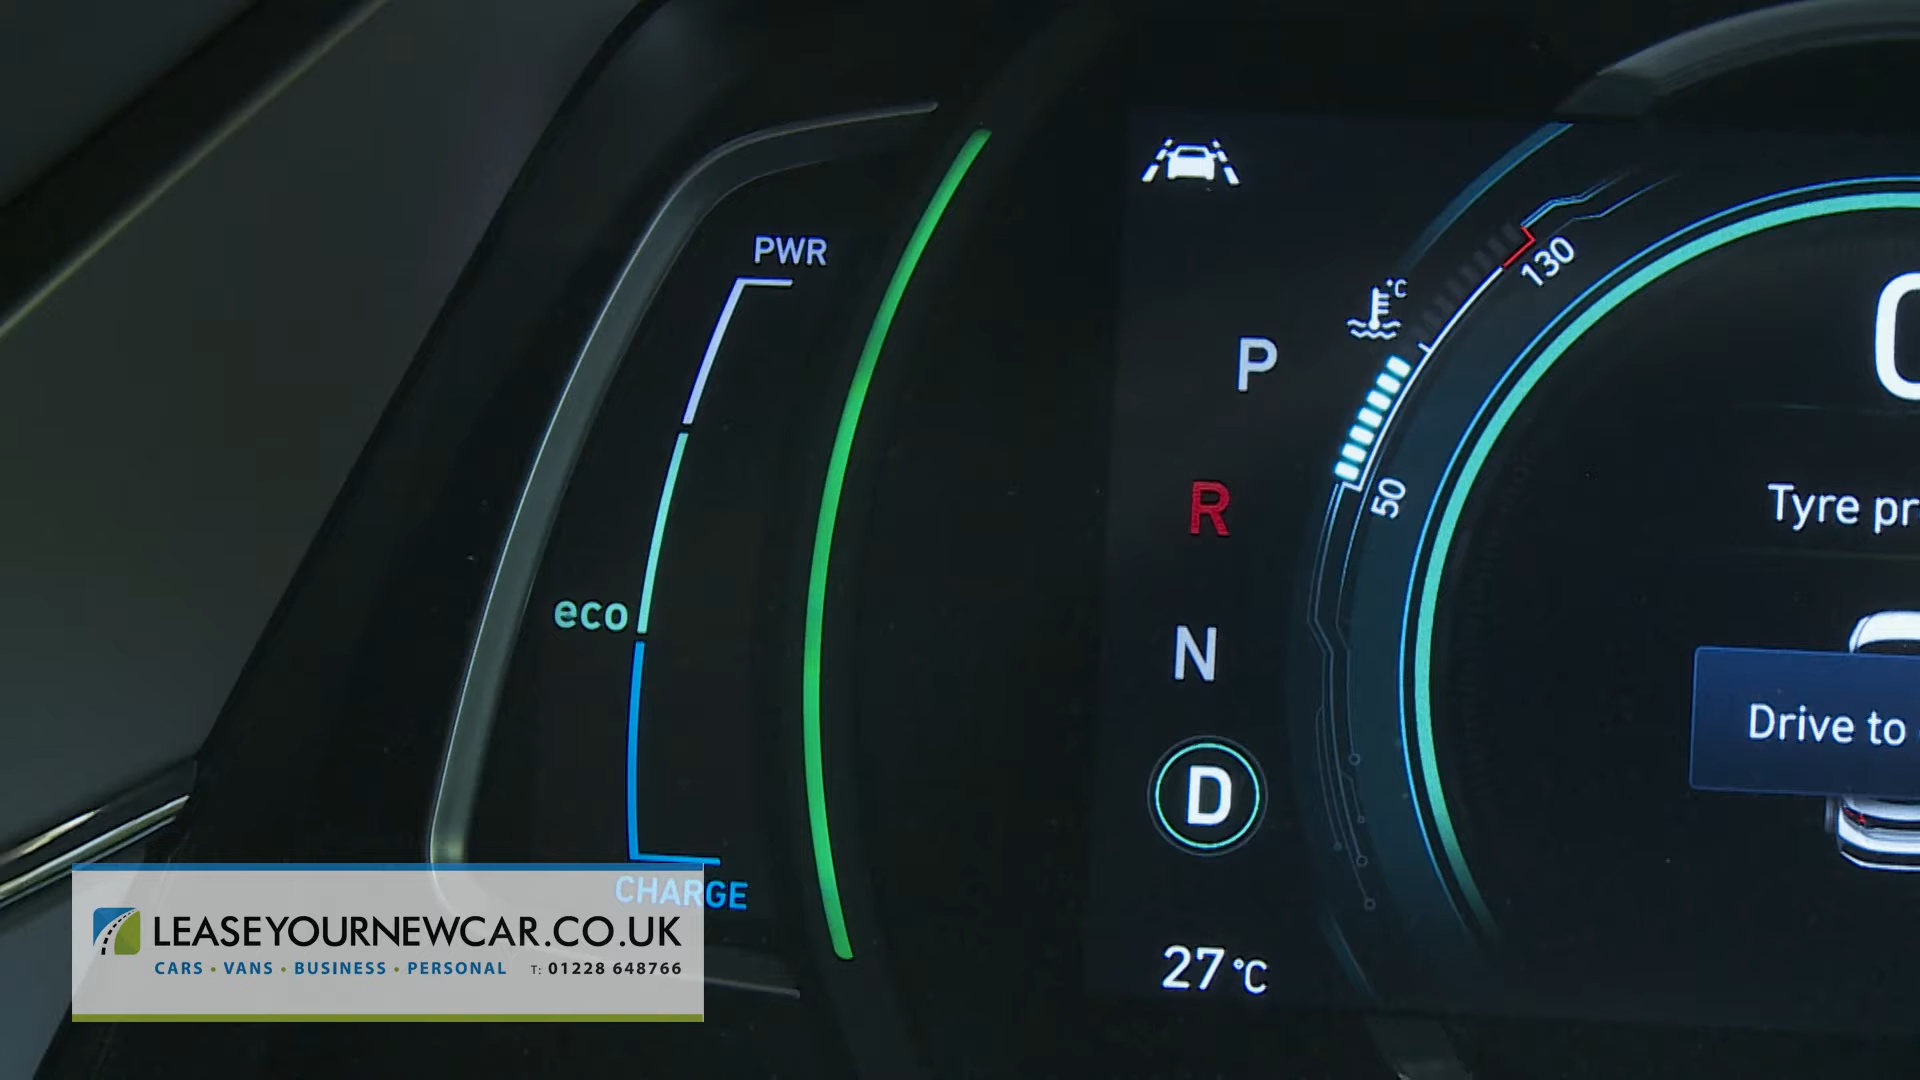 PWR
eco
CHARGE
P
R
N
D
27 °C
°C
130
50
Tyre pr
Drive to
LEASEYOURNEWCAR.CO.UK
CARS • VANS • BUSINESS • PERSONAL T: 01228 648766